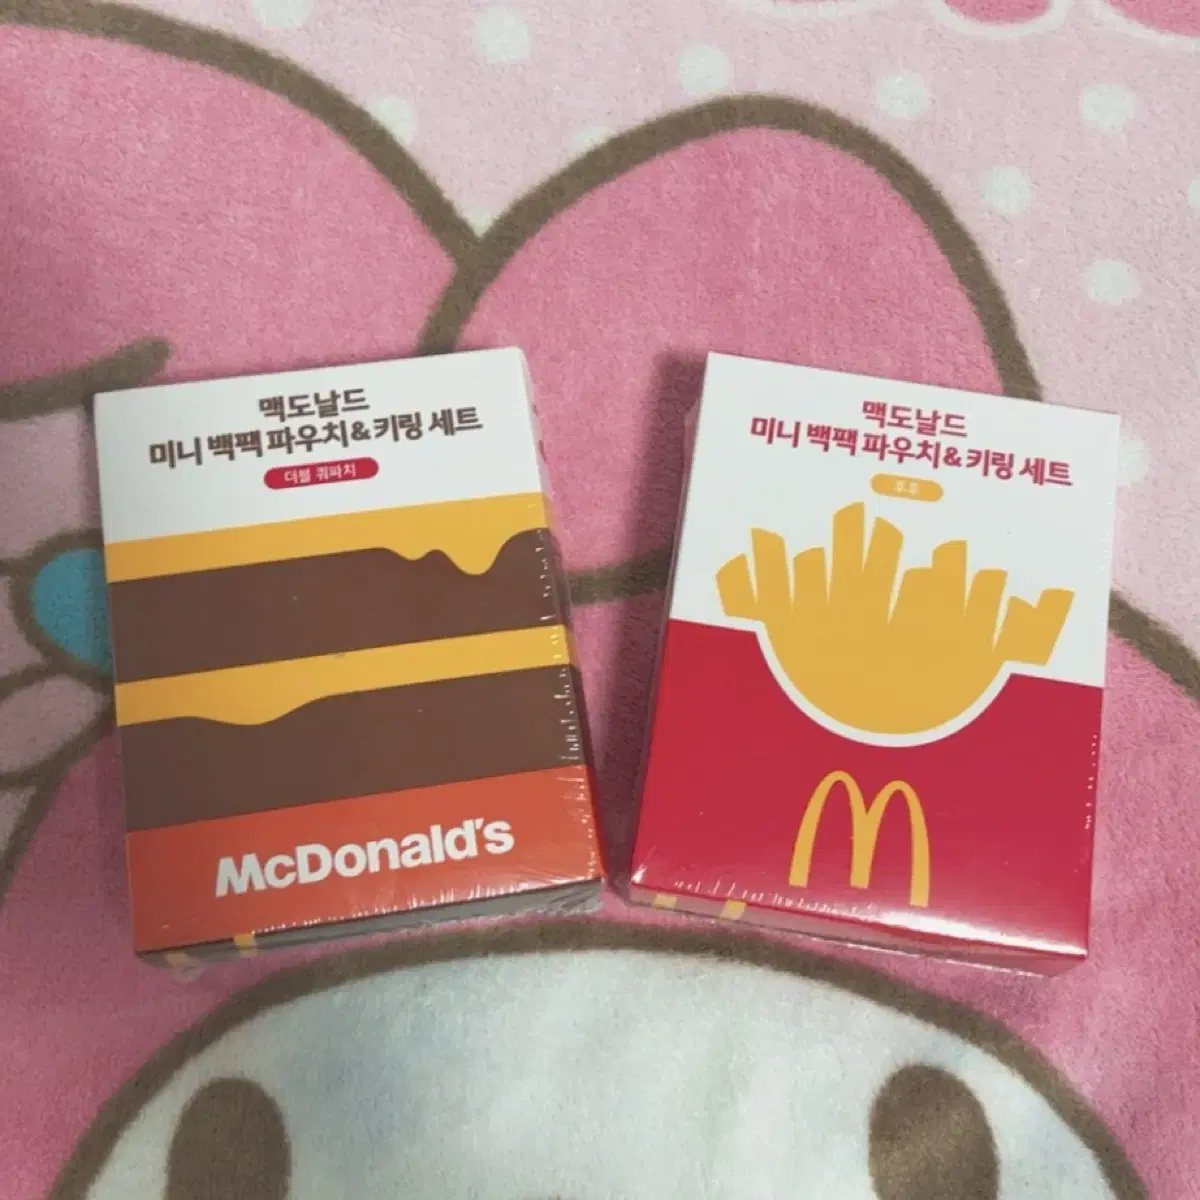 맥도날드
미니 백팩 파우치&키링 세트
더블 쿼파치
McDonald's
맥도날드
미니 백팩 파우치&키링 세트
후후